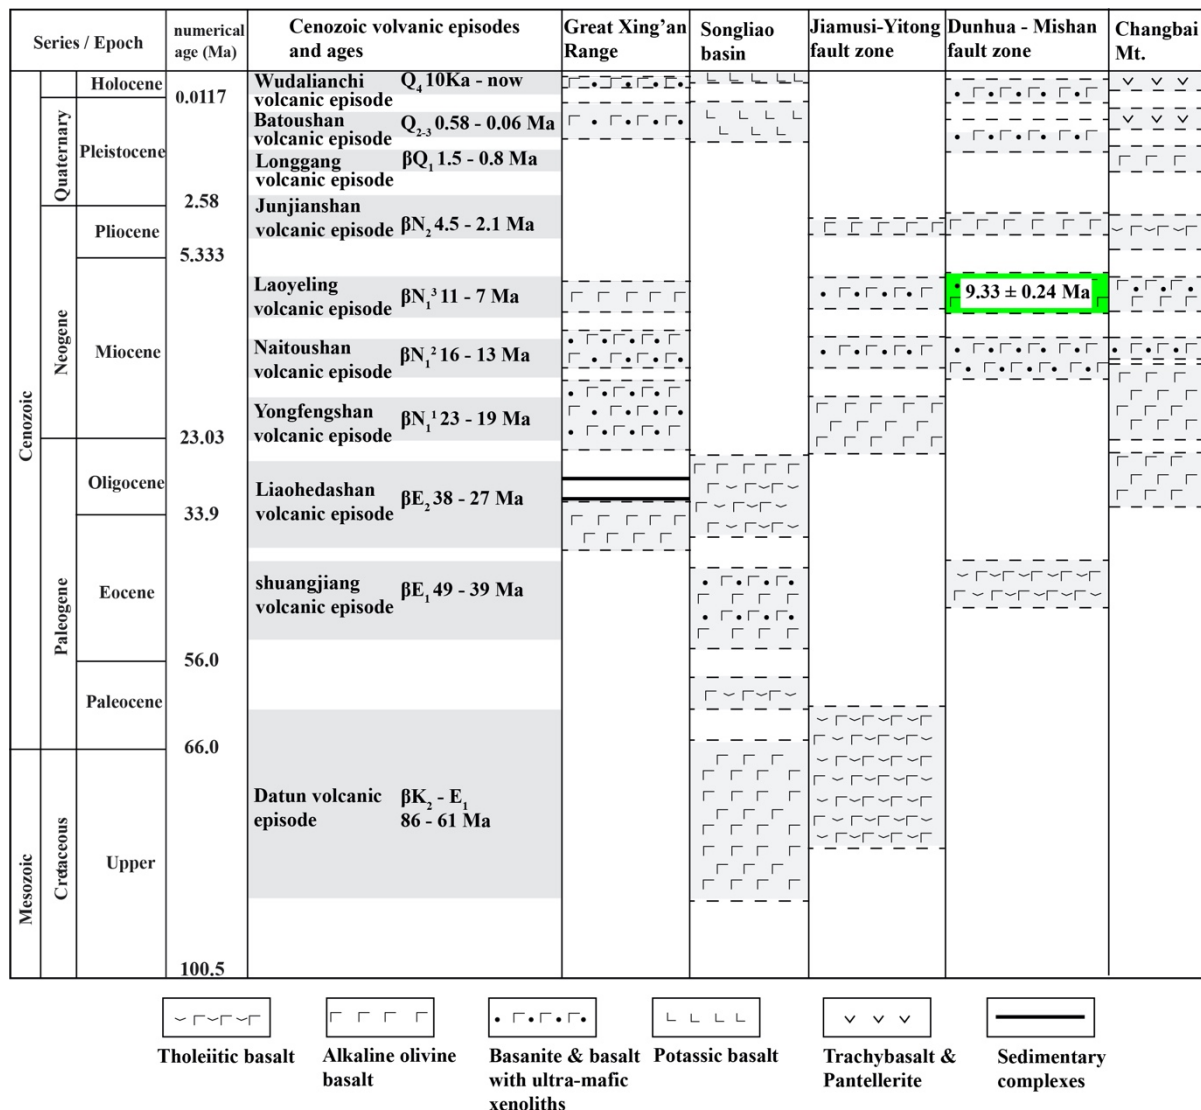 Series / Epoch
numerical
age (Ma)
Cenozoic volcanic episodes
and ages
Great Xing'an
Range
Songliao
basin
Jiamusi-Yitong
fault zone
Dunhua - Mishan
fault zone
Changbai
Mt.
Cenozoic
Mesozoic
Quaternary
Neogene
Paleogene
Cretaceous
Holocene
Pleistocene
Pliocene
Miocene
Oligocene
Eocene
Paleocene
Upper
0.0117
2.58
5.333
23.03
33.9
56.0
66.0
100.5
Wudalianchi Q4 10Ka - now
volcanic episode
Batoushan Q2-3 0.58 - 0.06 Ma
volcanic episode
Longgang βQ1 1.5 - 0.8 Ma
volcanic episode
Junjianshan
volcanic episode βN2 4.5 - 2.1 Ma
Laoyeling βN1³ 11 - 7 Ma
volcanic episode
Naitoushan βN1² 16 - 13 Ma
volcanic episode
Yongfengshan βN1¹ 23 - 19 Ma
volcanic episode
Liaohedashan βE2 38 - 27 Ma
volcanic episode
shuangjiang βE1 49 - 39 Ma
volcanic episode
Datun volcanic βK2 - E1
episode 86 - 61 Ma
9.33 ± 0.24 Ma
Tholeiitic basalt
Alkaline olivine
basalt
Basanite & basalt
with ultra-mafic
xenoliths
Potassic basalt
Trachybasalt &
Pantellerite
Sedimentary
complexes